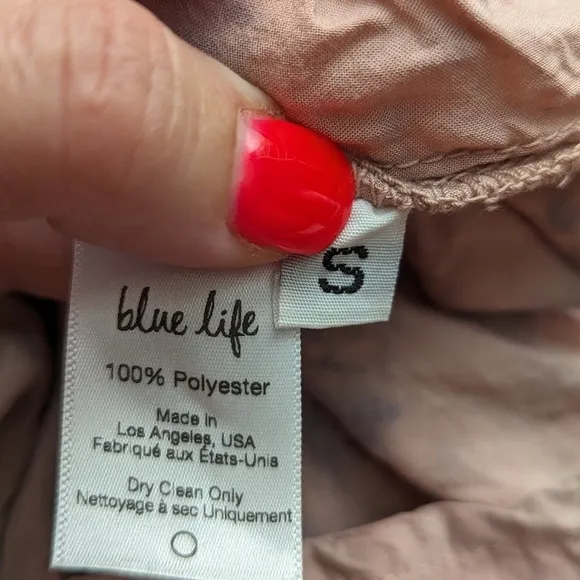 S
blue life
100% Polyester
Made in
Los Angeles, USA
Fabriqué aux États-Unis
Dry Clean Only
Nettoyage à sec Uniquement